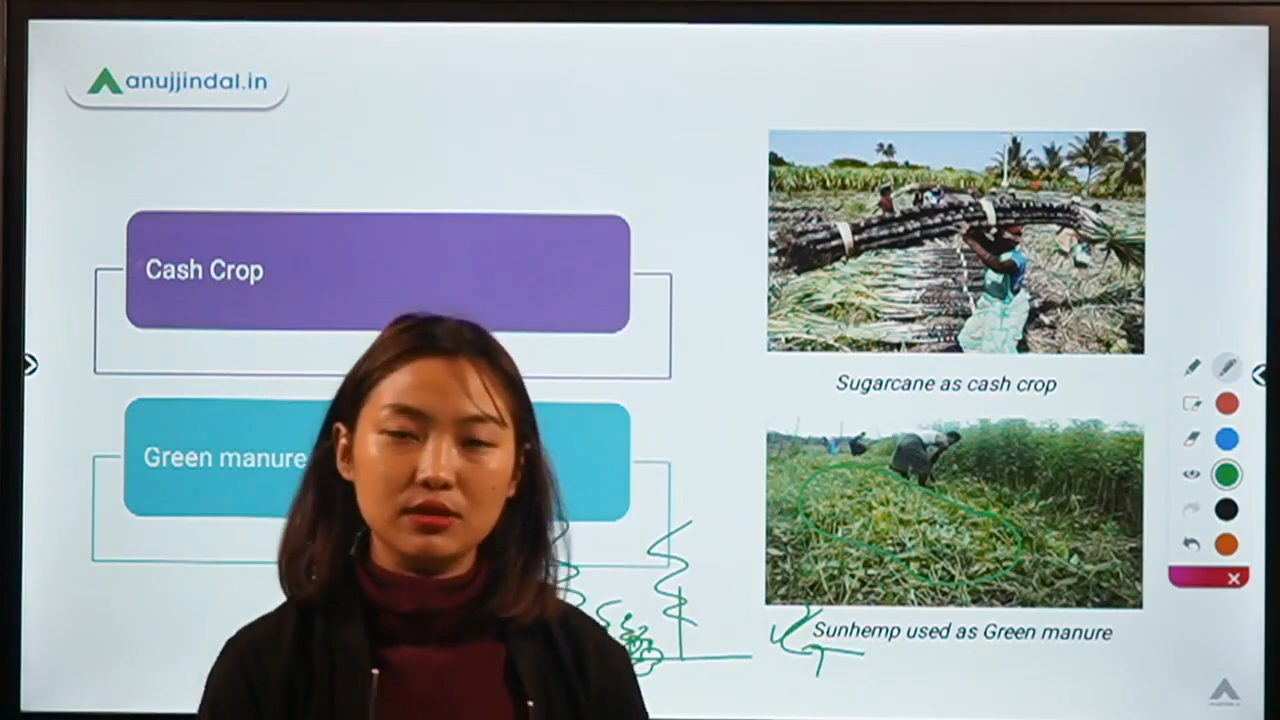 anujjindal.in
Cash Crop
Sugarcane as cash crop
Green manure
Sunhemp used as Green manure